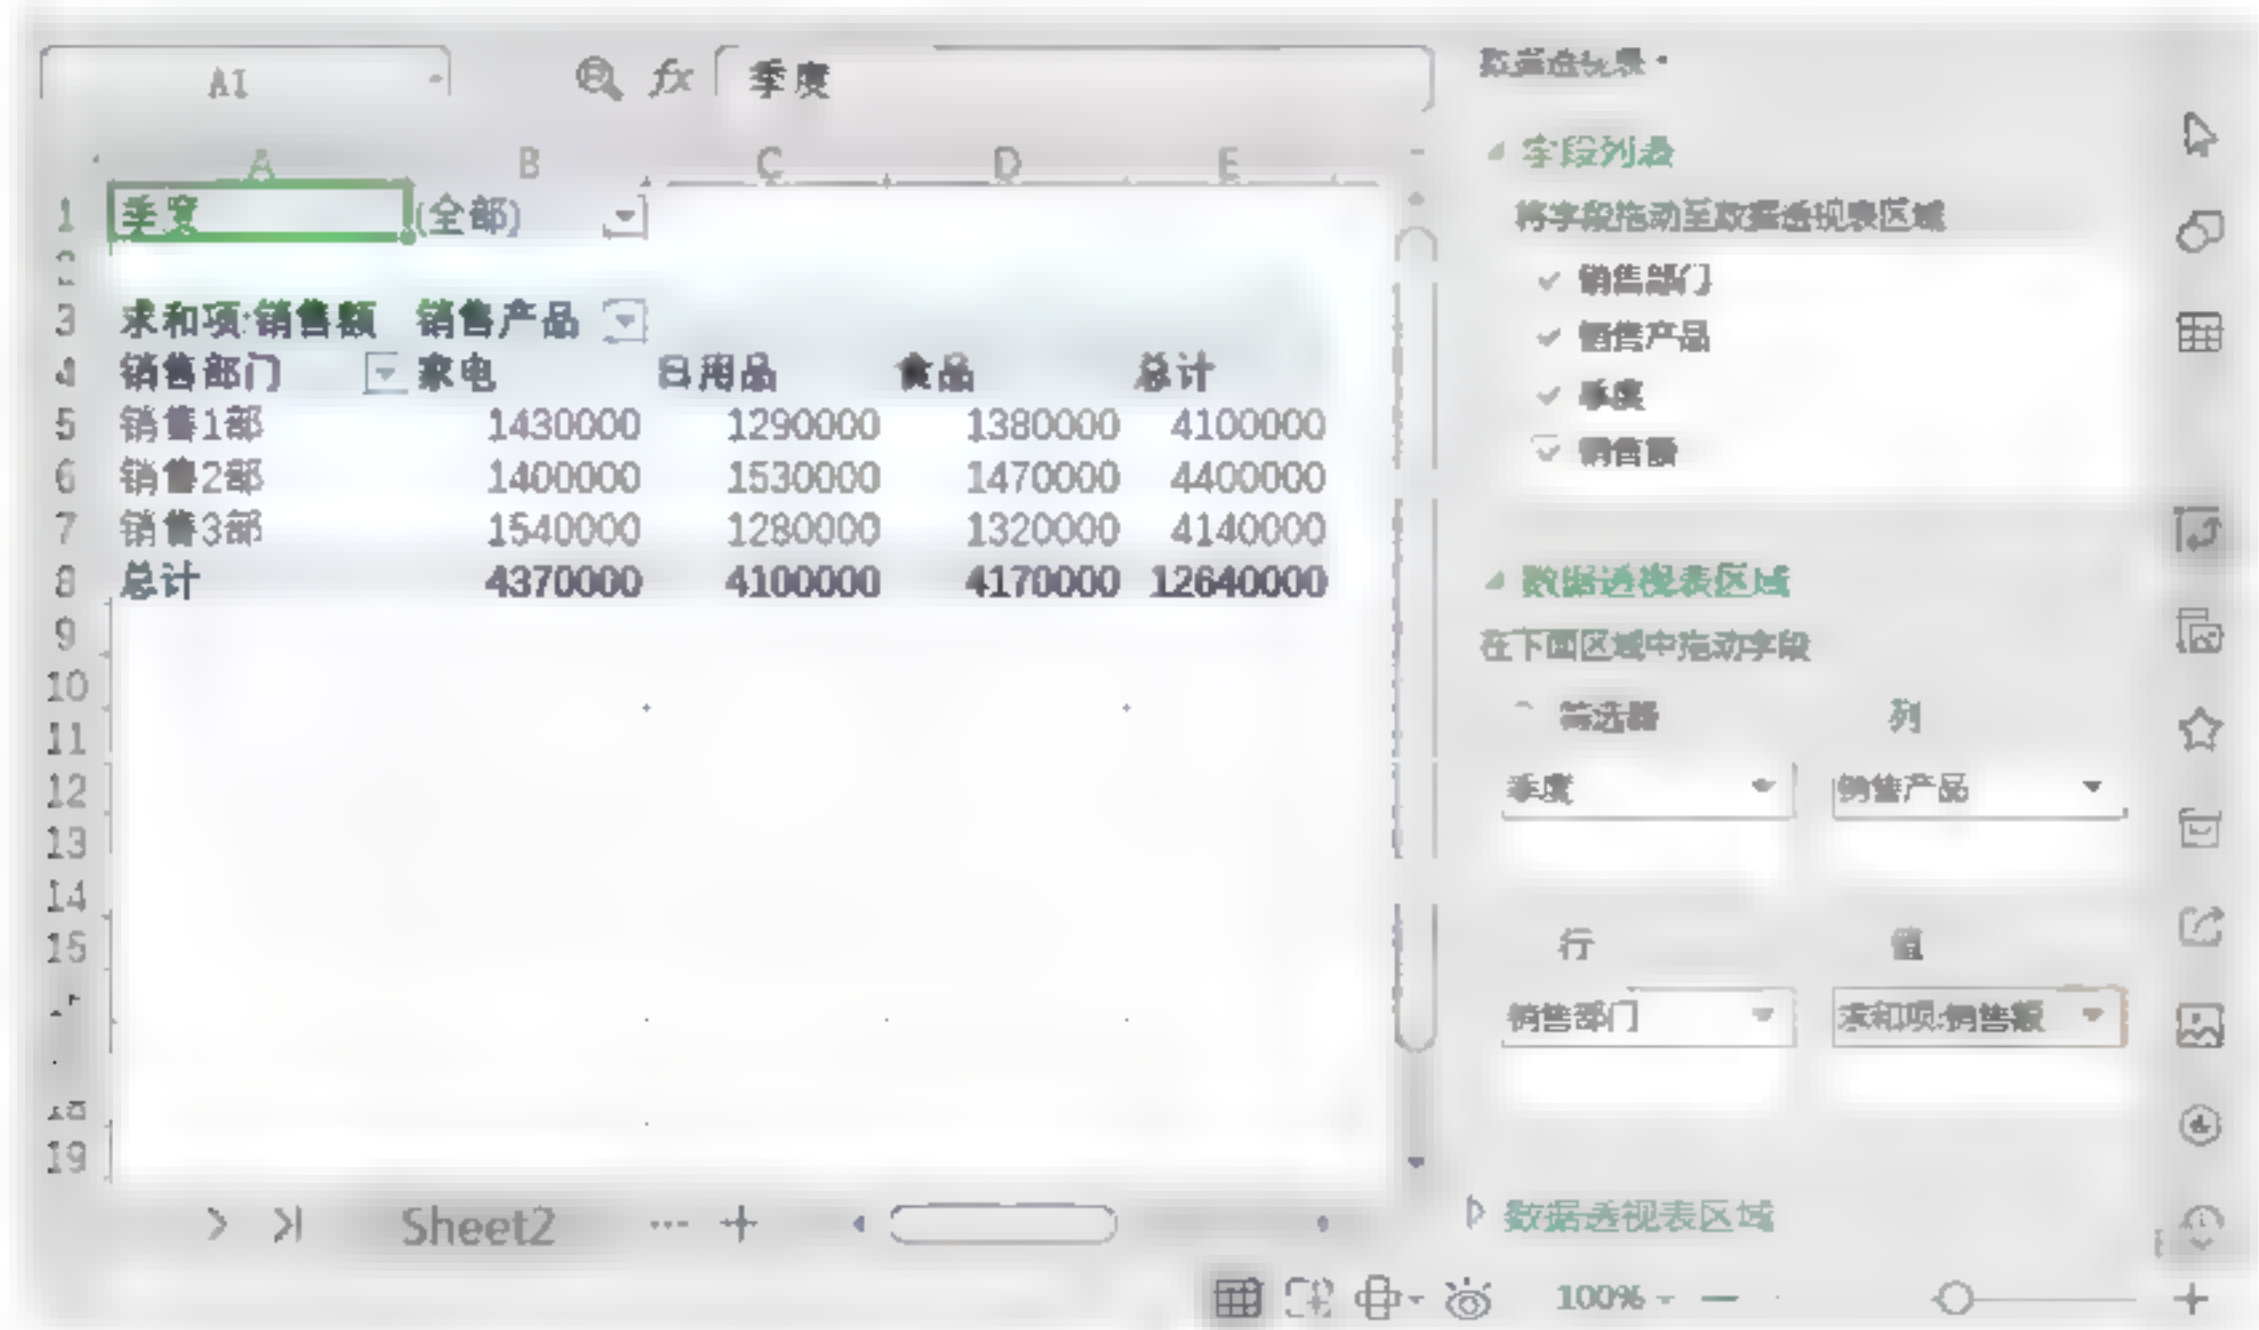 A1 fx 季度
A B C D E
1 季度 (全部)
2
3 求和项:销售额 销售产品
4 销售部门 家电 日用品 食品 总计
5 销售1部 1430000 1290000 1380000 4100000
6 销售2部 1400000 1530000 1470000 4400000
7 销售3部 1540000 1280000 1320000 4140000
8 总计 4370000 4100000 4170000 12640000
9
10
11
12
13
14
15
18
19
Sheet2 ··· +
数据透视表
字段列表
将字段拖动至数据透视表区域
销售部门
销售产品
季度
销售额
数据透视表区域
在下面区域中拖动字段
筛选器 列
季度 销售产品
行 值
销售部门 求和项:销售额
数据透视表区域
100%